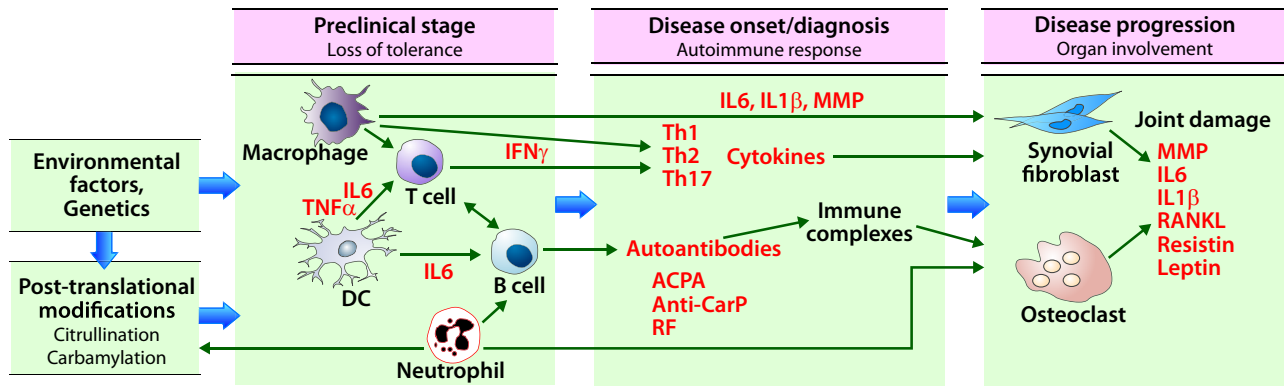 Preclinical stage
Loss of tolerance
Disease onset/diagnosis
Autoimmune response
Disease progression
Organ involvement
Environmental
factors,
Genetics
Post-translational
modifications
Citrullination
Carbamylation
Macrophage
T cell
IL6
TNFα
DC
IL6
B cell
Neutrophil
IFNγ
IL6, IL1β, MMP
Th1
Th2
Th17
Cytokines
Autoantibodies
ACPA
Anti-CarP
RF
Immune
complexes
Synovial
fibroblast
Osteoclast
Joint damage
MMP
IL6
IL1β
RANKL
Resistin
Leptin